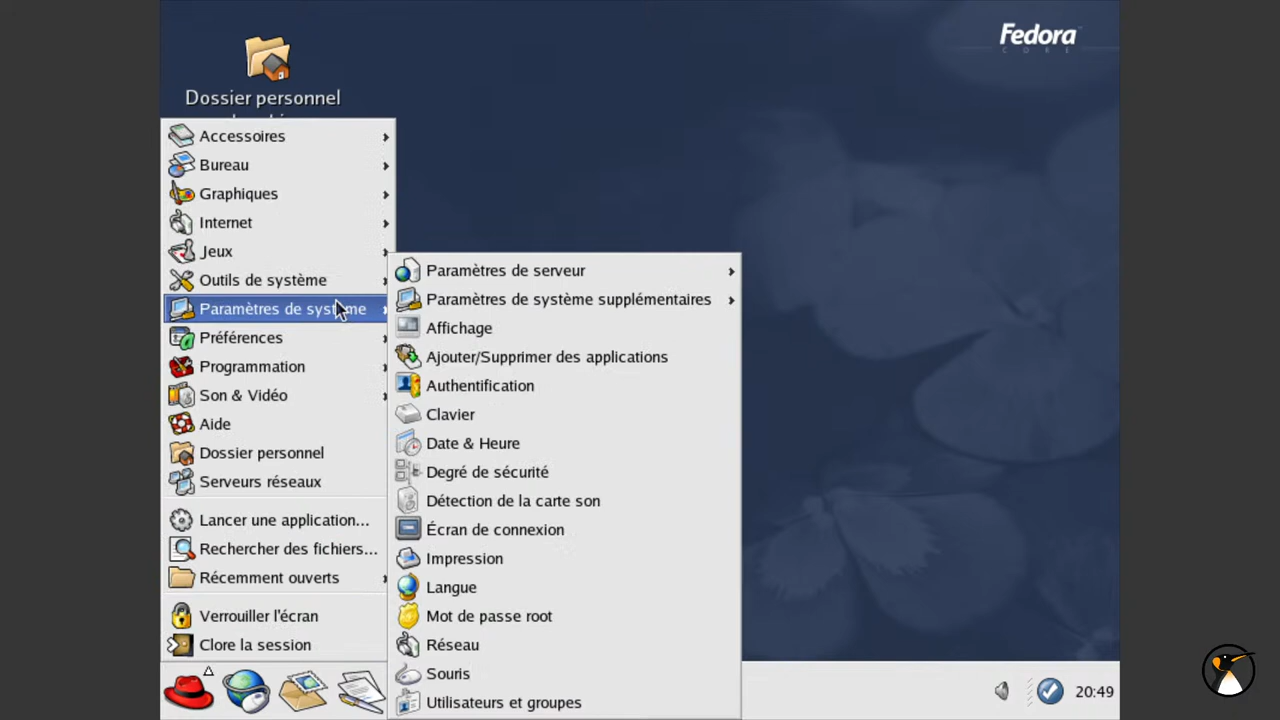 Fedora
CORE
Dossier personnel
Accessoires
Bureau
Graphiques
Internet
Jeux
Outils de système
Paramètres de système
Préférences
Programmation
Son & Vidéo
Aide
Dossier personnel
Serveurs réseaux
Lancer une application...
Rechercher des fichiers...
Récemment ouverts
Verrouiller l'écran
Clore la session
Paramètres de serveur
Paramètres de système supplémentaires
Affichage
Ajouter/Supprimer des applications
Authentification
Clavier
Date & Heure
Degré de sécurité
Détection de la carte son
Écran de connexion
Impression
Langue
Mot de passe root
Réseau
Souris
Utilisateurs et groupes
20:49